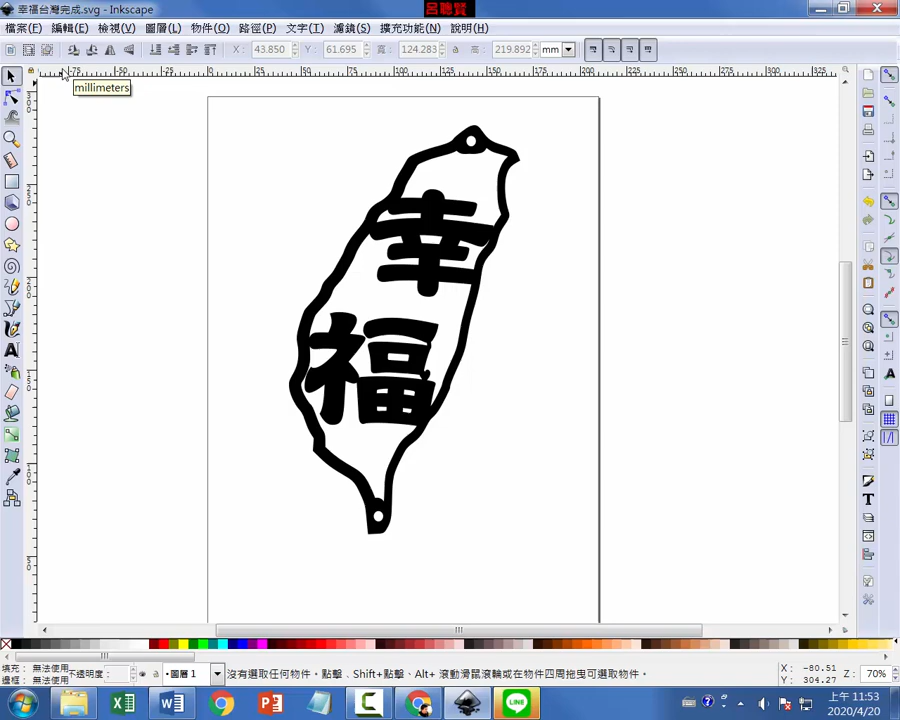 幸福台灣完成.svg - Inkscape
呂聰賢
檔案(F) 編輯(E) 檢視(V) 圖層(L) 物件(O) 路徑(P) 文字(T) 濾鏡(S) 擴充功能(N) 說明(H)
X: 43.850 Y: 61.695 寬: 124.283 高: 219.892 mm
millimeters
幸
福
填充: 無法使用
邊框: 無法使用
不透明度:
圖層 1
沒有選取任何物件。點擊、Shift+點擊、Alt+ 滾動滑鼠滾輪或在物件四周拖曳可選取物件。
X: -80.51
Y: 304.27
Z: 70%
上午 11:53
2020/4/20